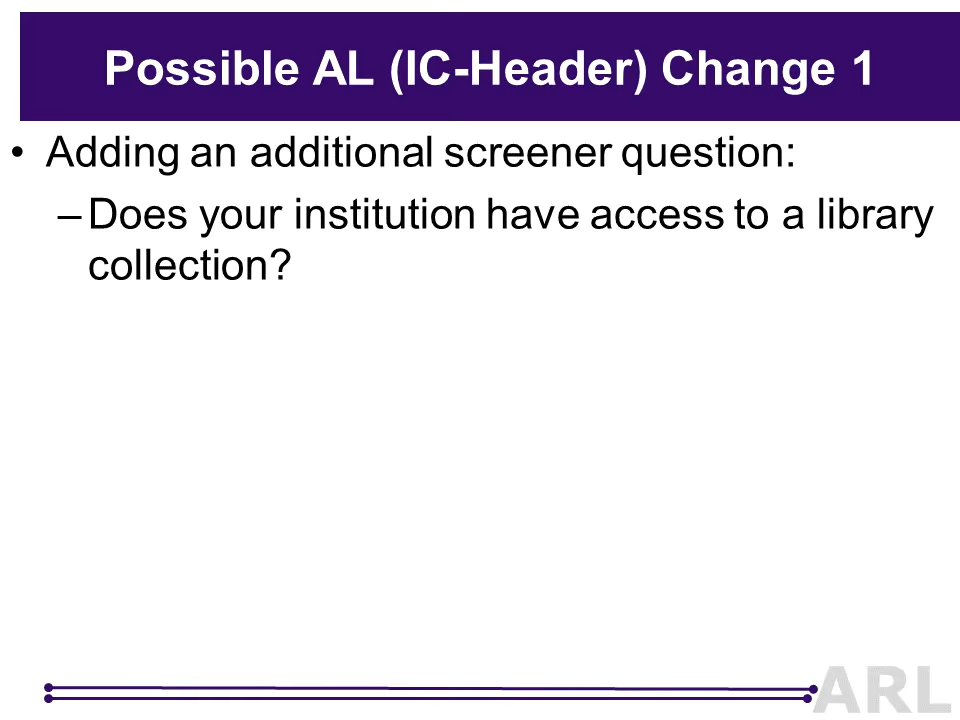 Possible AL (IC-Header) Change 1
• Adding an additional screener question:
– Does your institution have access to a library
collection?
ARL